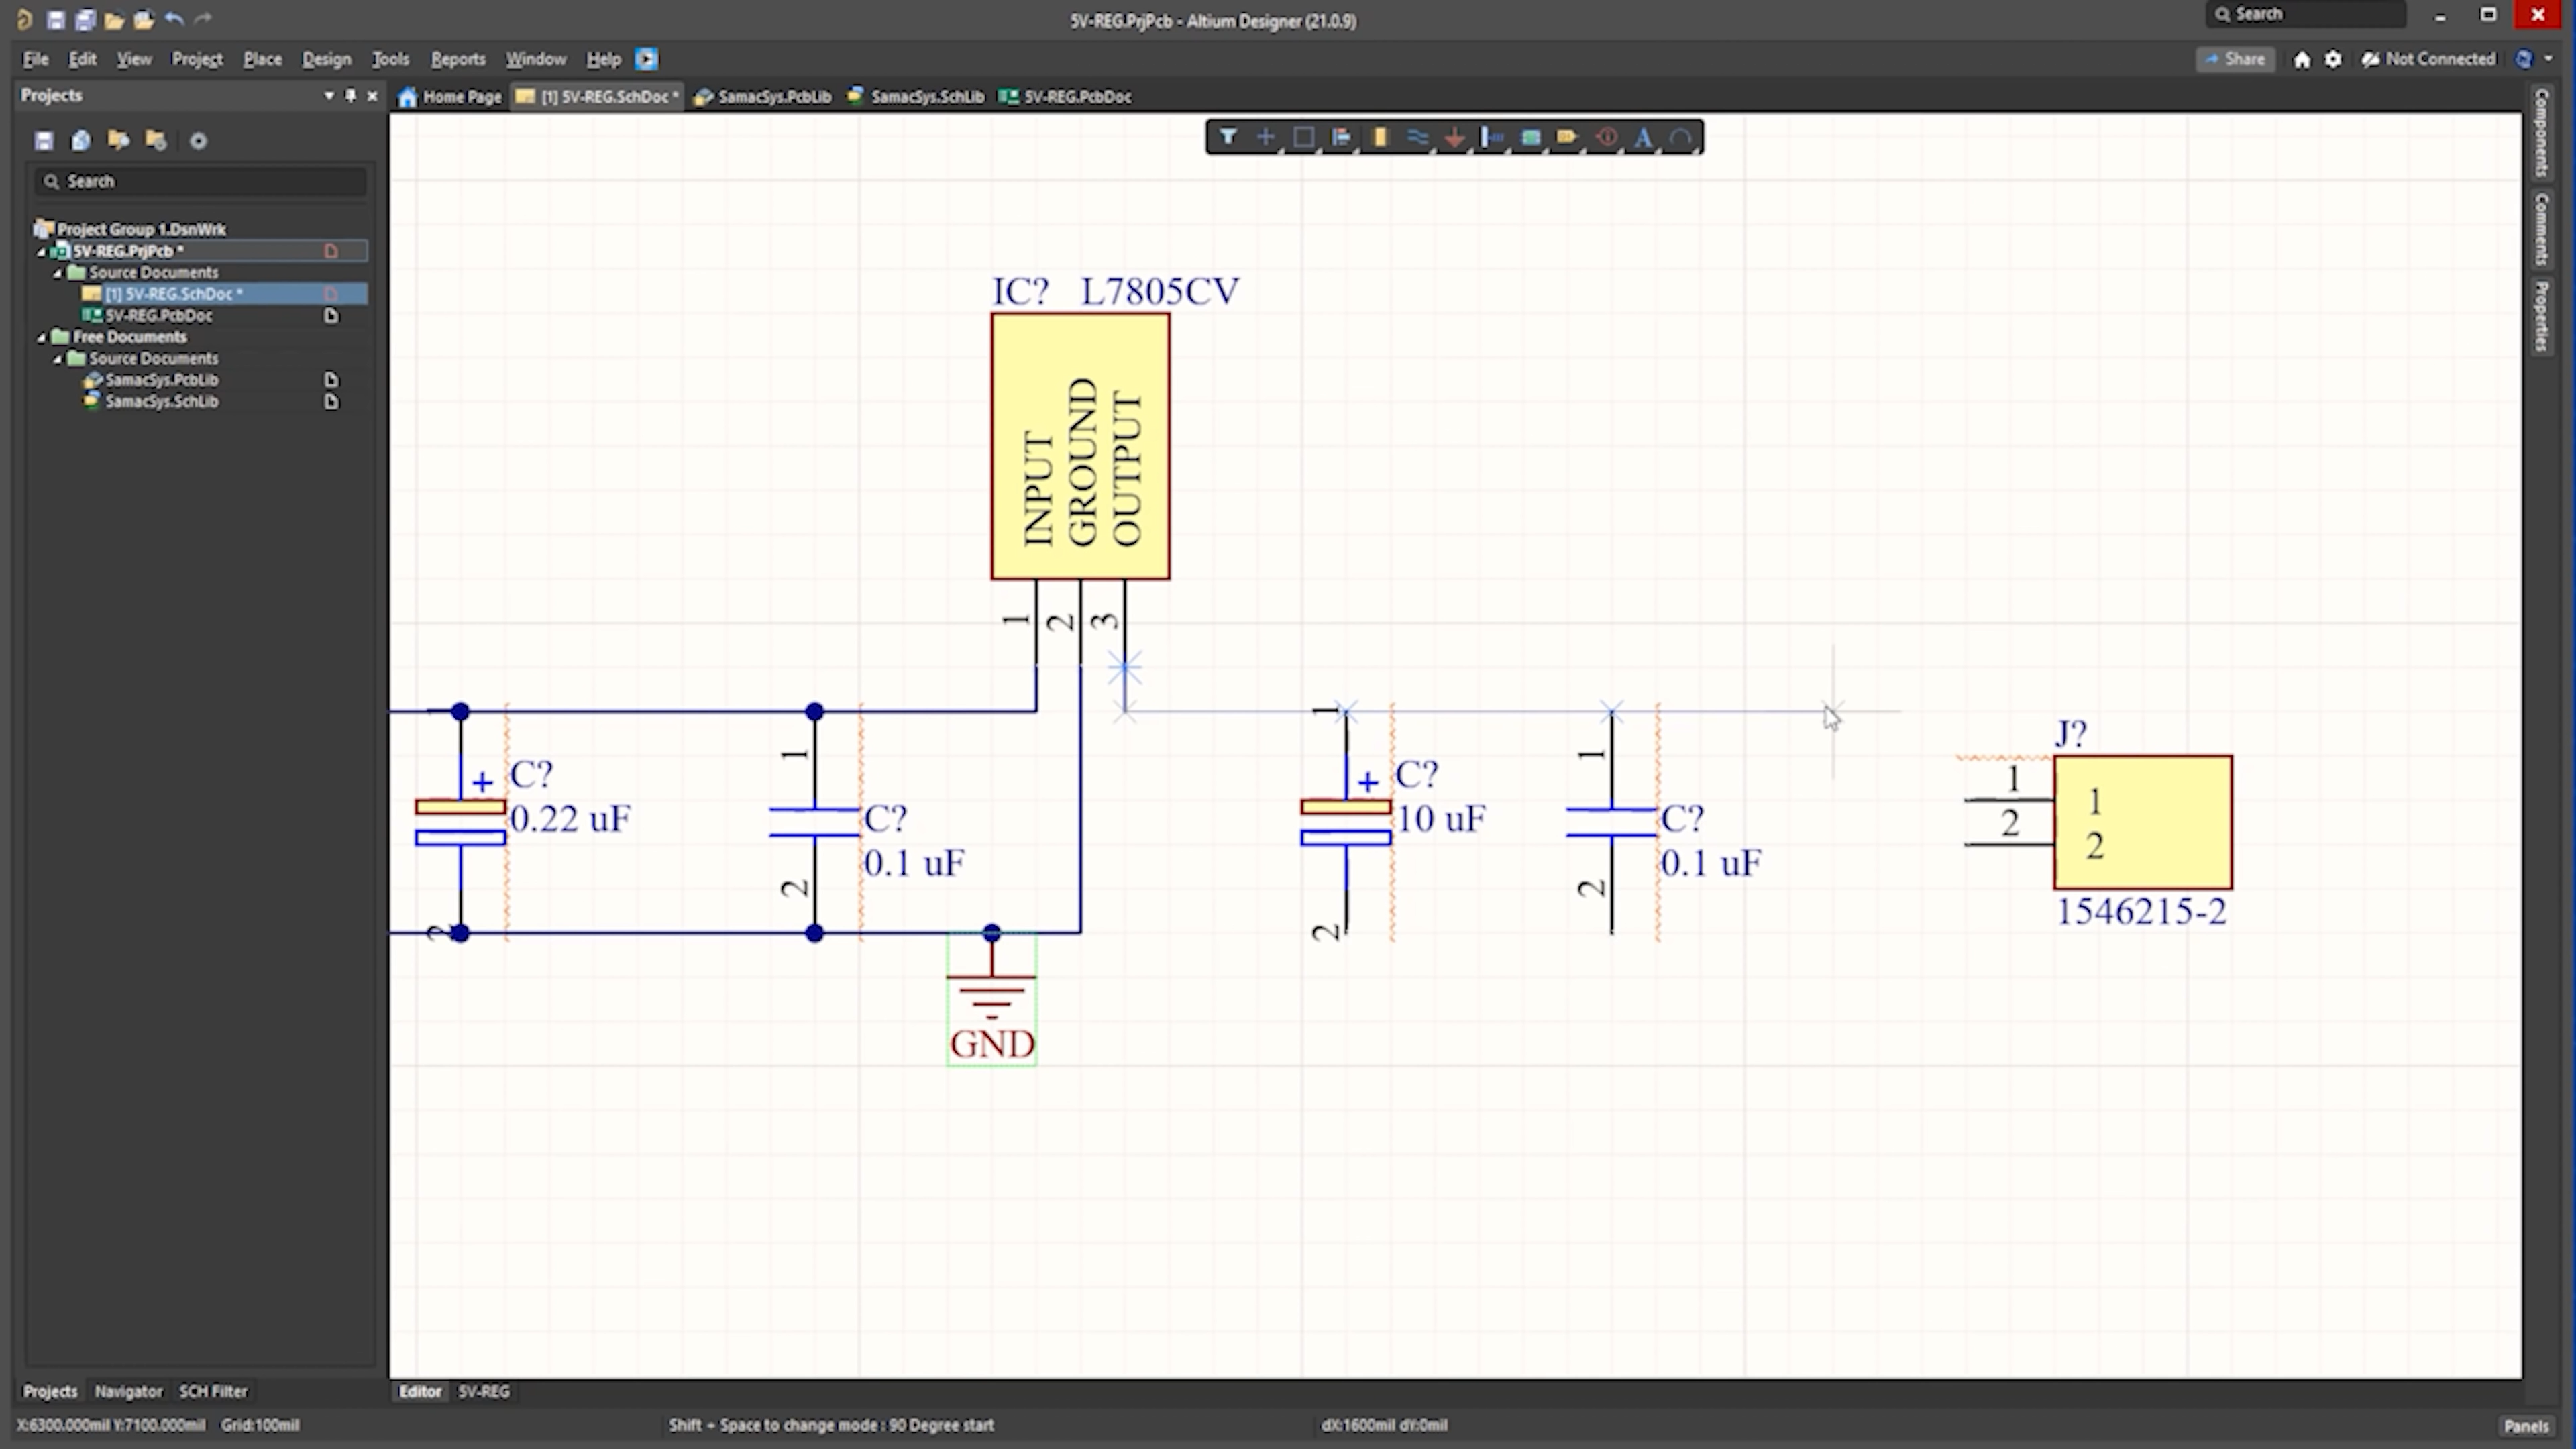 5V-REG.PrjPcb - Altium Designer (21.0.9)
Search
File Edit View Project Place Design Tools Reports Window Help
Share Not Connected
Projects
Home Page [1] 5V-REG.SchDoc * SamacSys.PcbLib SamacSys.SchLib 5V-REG.PcbDoc
Search
Project Group 1.DsnWrk
5V-REG.PrjPcb *
Source Documents
[1] 5V-REG.SchDoc *
5V-REG.PcbDoc
Free Documents
Source Documents
SamacSys.PcbLib
SamacSys.SchLib
Components
Comments
Properties
IC? L7805CV
INPUT
GROUND
OUTPUT
1 2 3
1
1
J?
1
1
1 1
2 2
+ C?
0.22 uF
C?
0.1 uF
+ C?
10 uF
C?
0.1 uF
2
2
2
2
1546215-2
GND
Projects Navigator SCH Filter
Editor 5V-REG
X:6300.000mil Y:7100.000mil Grid:100mil
Shift + Space to change mode : 90 Degree start
dX:1600mil dY:0mil
Panels